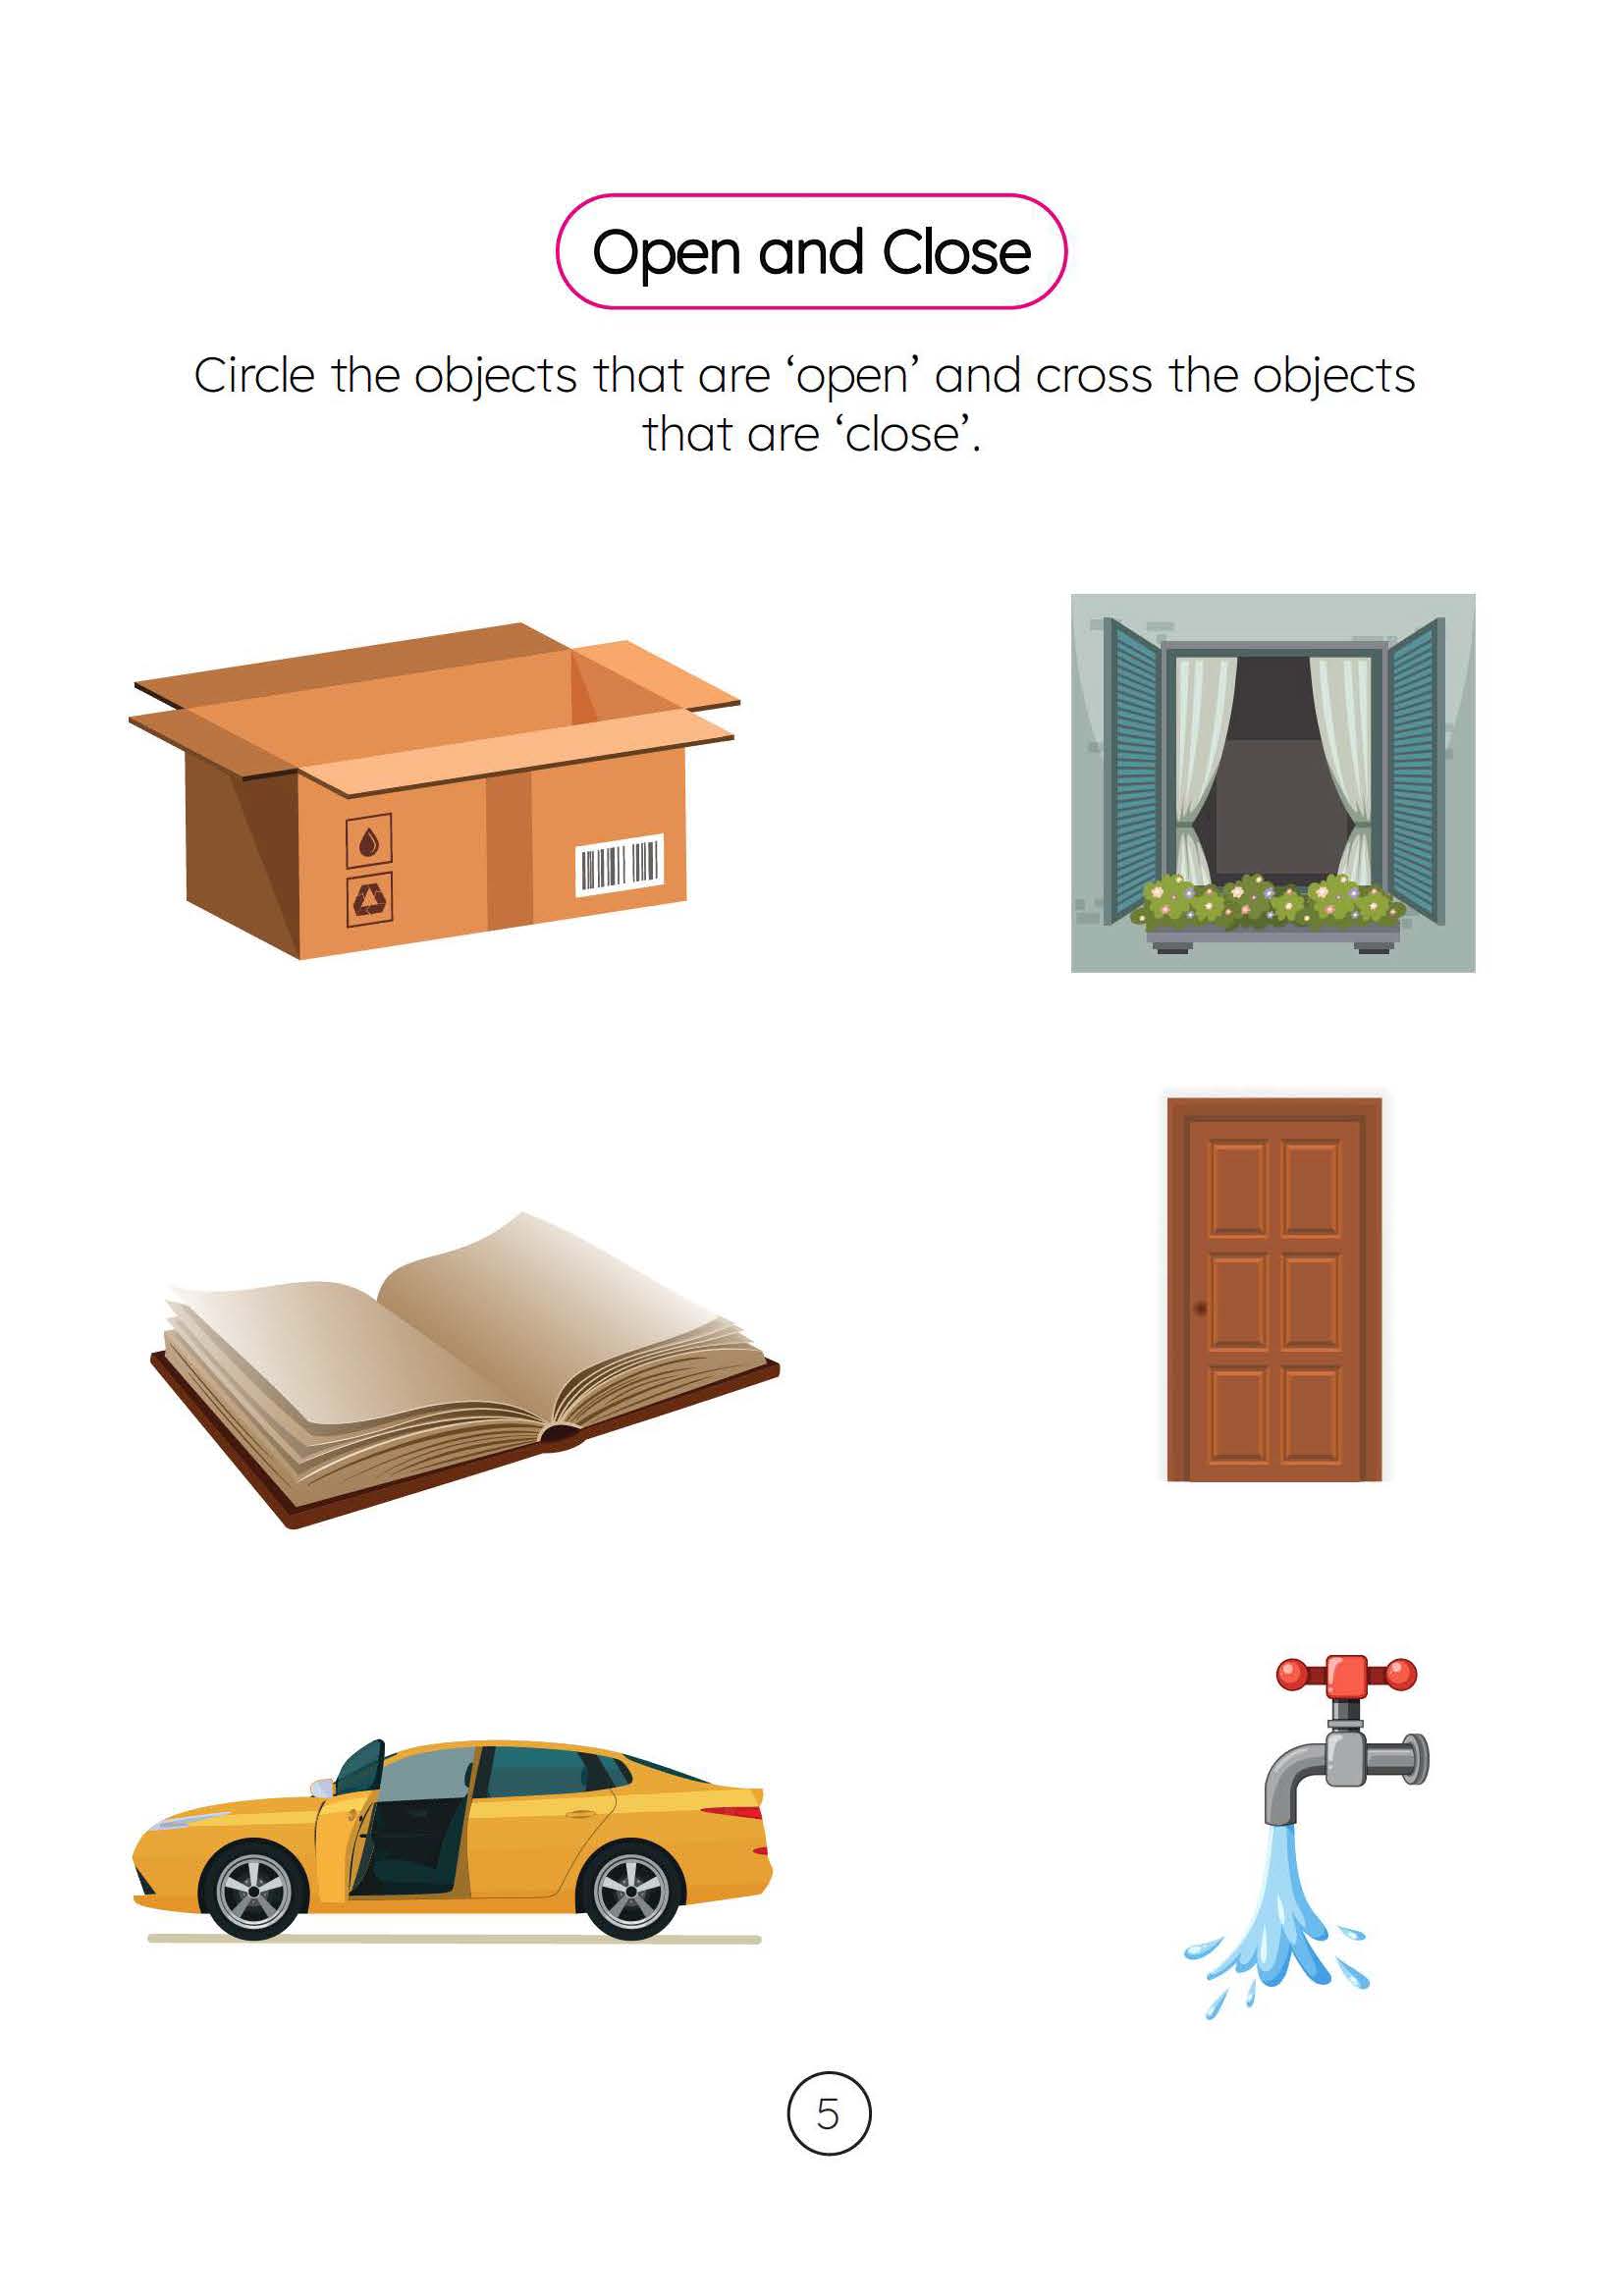 Open and Close
Circle the objects that are ‘open’ and cross the objects
that are ‘close’.
5